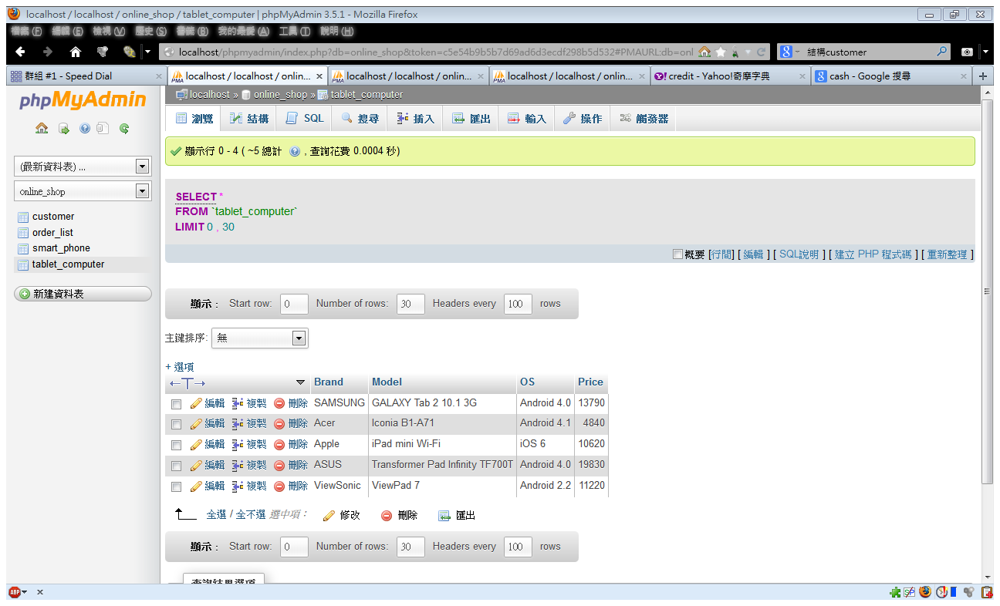 localhost / localhost / online_shop / tablet_computer | phpMyAdmin 3.5.1 - Mozilla Firefox
檔案 (F) 編輯 (E) 檢視 (V) 歷史 (S) 書籤 (B) 我的最愛 (A) 工具 (T) 說明 (H)
localhost/phpmyadmin/index.php?db=online_shop&token=c5e54b9b5b7d69ad6d3ecdf298b5d532#PMAURL:db=onl 結構customer
群組 #1 - Speed Dial localhost / localhost / onlin... localhost / localhost / onlin... localhost / localhost / onlin... credit - Yahoo!奇摩字典 cash - Google 搜尋
phpMyAdmin
localhost » online_shop » tablet_computer
瀏覽 結構 SQL 搜尋 插入 匯出 輸入 操作 觸發器
顯示行 0 - 4 ( ~5 總計 , 查詢花費 0.0004 秒)
(最新資料表) ...
online_shop
customer
order_list
smart_phone
tablet_computer
新建資料表
SELECT *
FROM `tablet_computer`
LIMIT 0 , 30
概要 [行間] [ 編輯 ] [ SQL說明 ] [ 建立 PHP 程式碼 ] [ 重新整理 ]
顯示 : Start row: 0 Number of rows: 30 Headers every 100 rows
主鍵排序: 無
+ 選項
←T→ Brand Model OS Price
編輯 複製 刪除 SAMSUNG GALAXY Tab 2 10.1 3G Android 4.0 13790
編輯 複製 刪除 Acer Iconia B1-A71 Android 4.1 4840
編輯 複製 刪除 Apple iPad mini Wi-Fi iOS 6 10620
編輯 複製 刪除 ASUS Transformer Pad Infinity TF700T Android 4.0 19830
編輯 複製 刪除 ViewSonic ViewPad 7 Android 2.2 11220
全選 / 全不選 選中項： 修改 刪除 匯出
顯示 : Start row: 0 Number of rows: 30 Headers every 100 rows
查詢結果選項
ABP